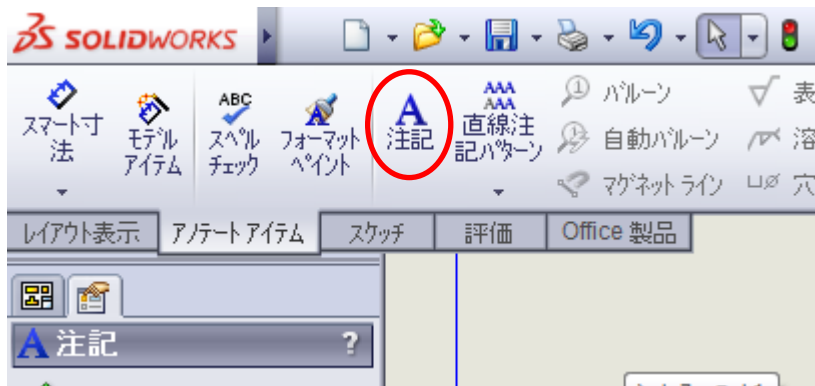 SOLIDWORKS
スマート寸
法
モデル
アイテム
ABC
スペル
チェック
フォーマット
ペイント
A
注記
直線注
記パターン
バルーン
自動バルーン
マグネット ライン
表
溶
穴
レイアウト表示 アノテート アイテム スケッチ 評価 Office 製品
A 注記 ?